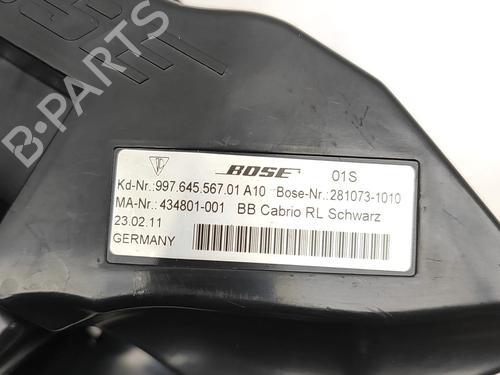 B-PARTS
BOSE 01S
Kd-Nr.:997.645.567.01 A10 Bose-Nr.:281073-1010
MA-Nr.: 434801-001 BB Cabrio RL Schwarz
23.02.11
GERMANY